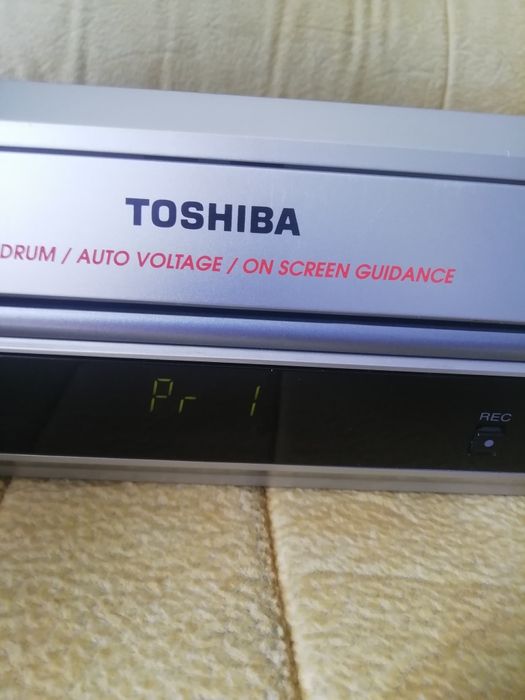 TOSHIBA
DRUM / AUTO VOLTAGE / ON SCREEN GUIDANCE
Pr 1
REC